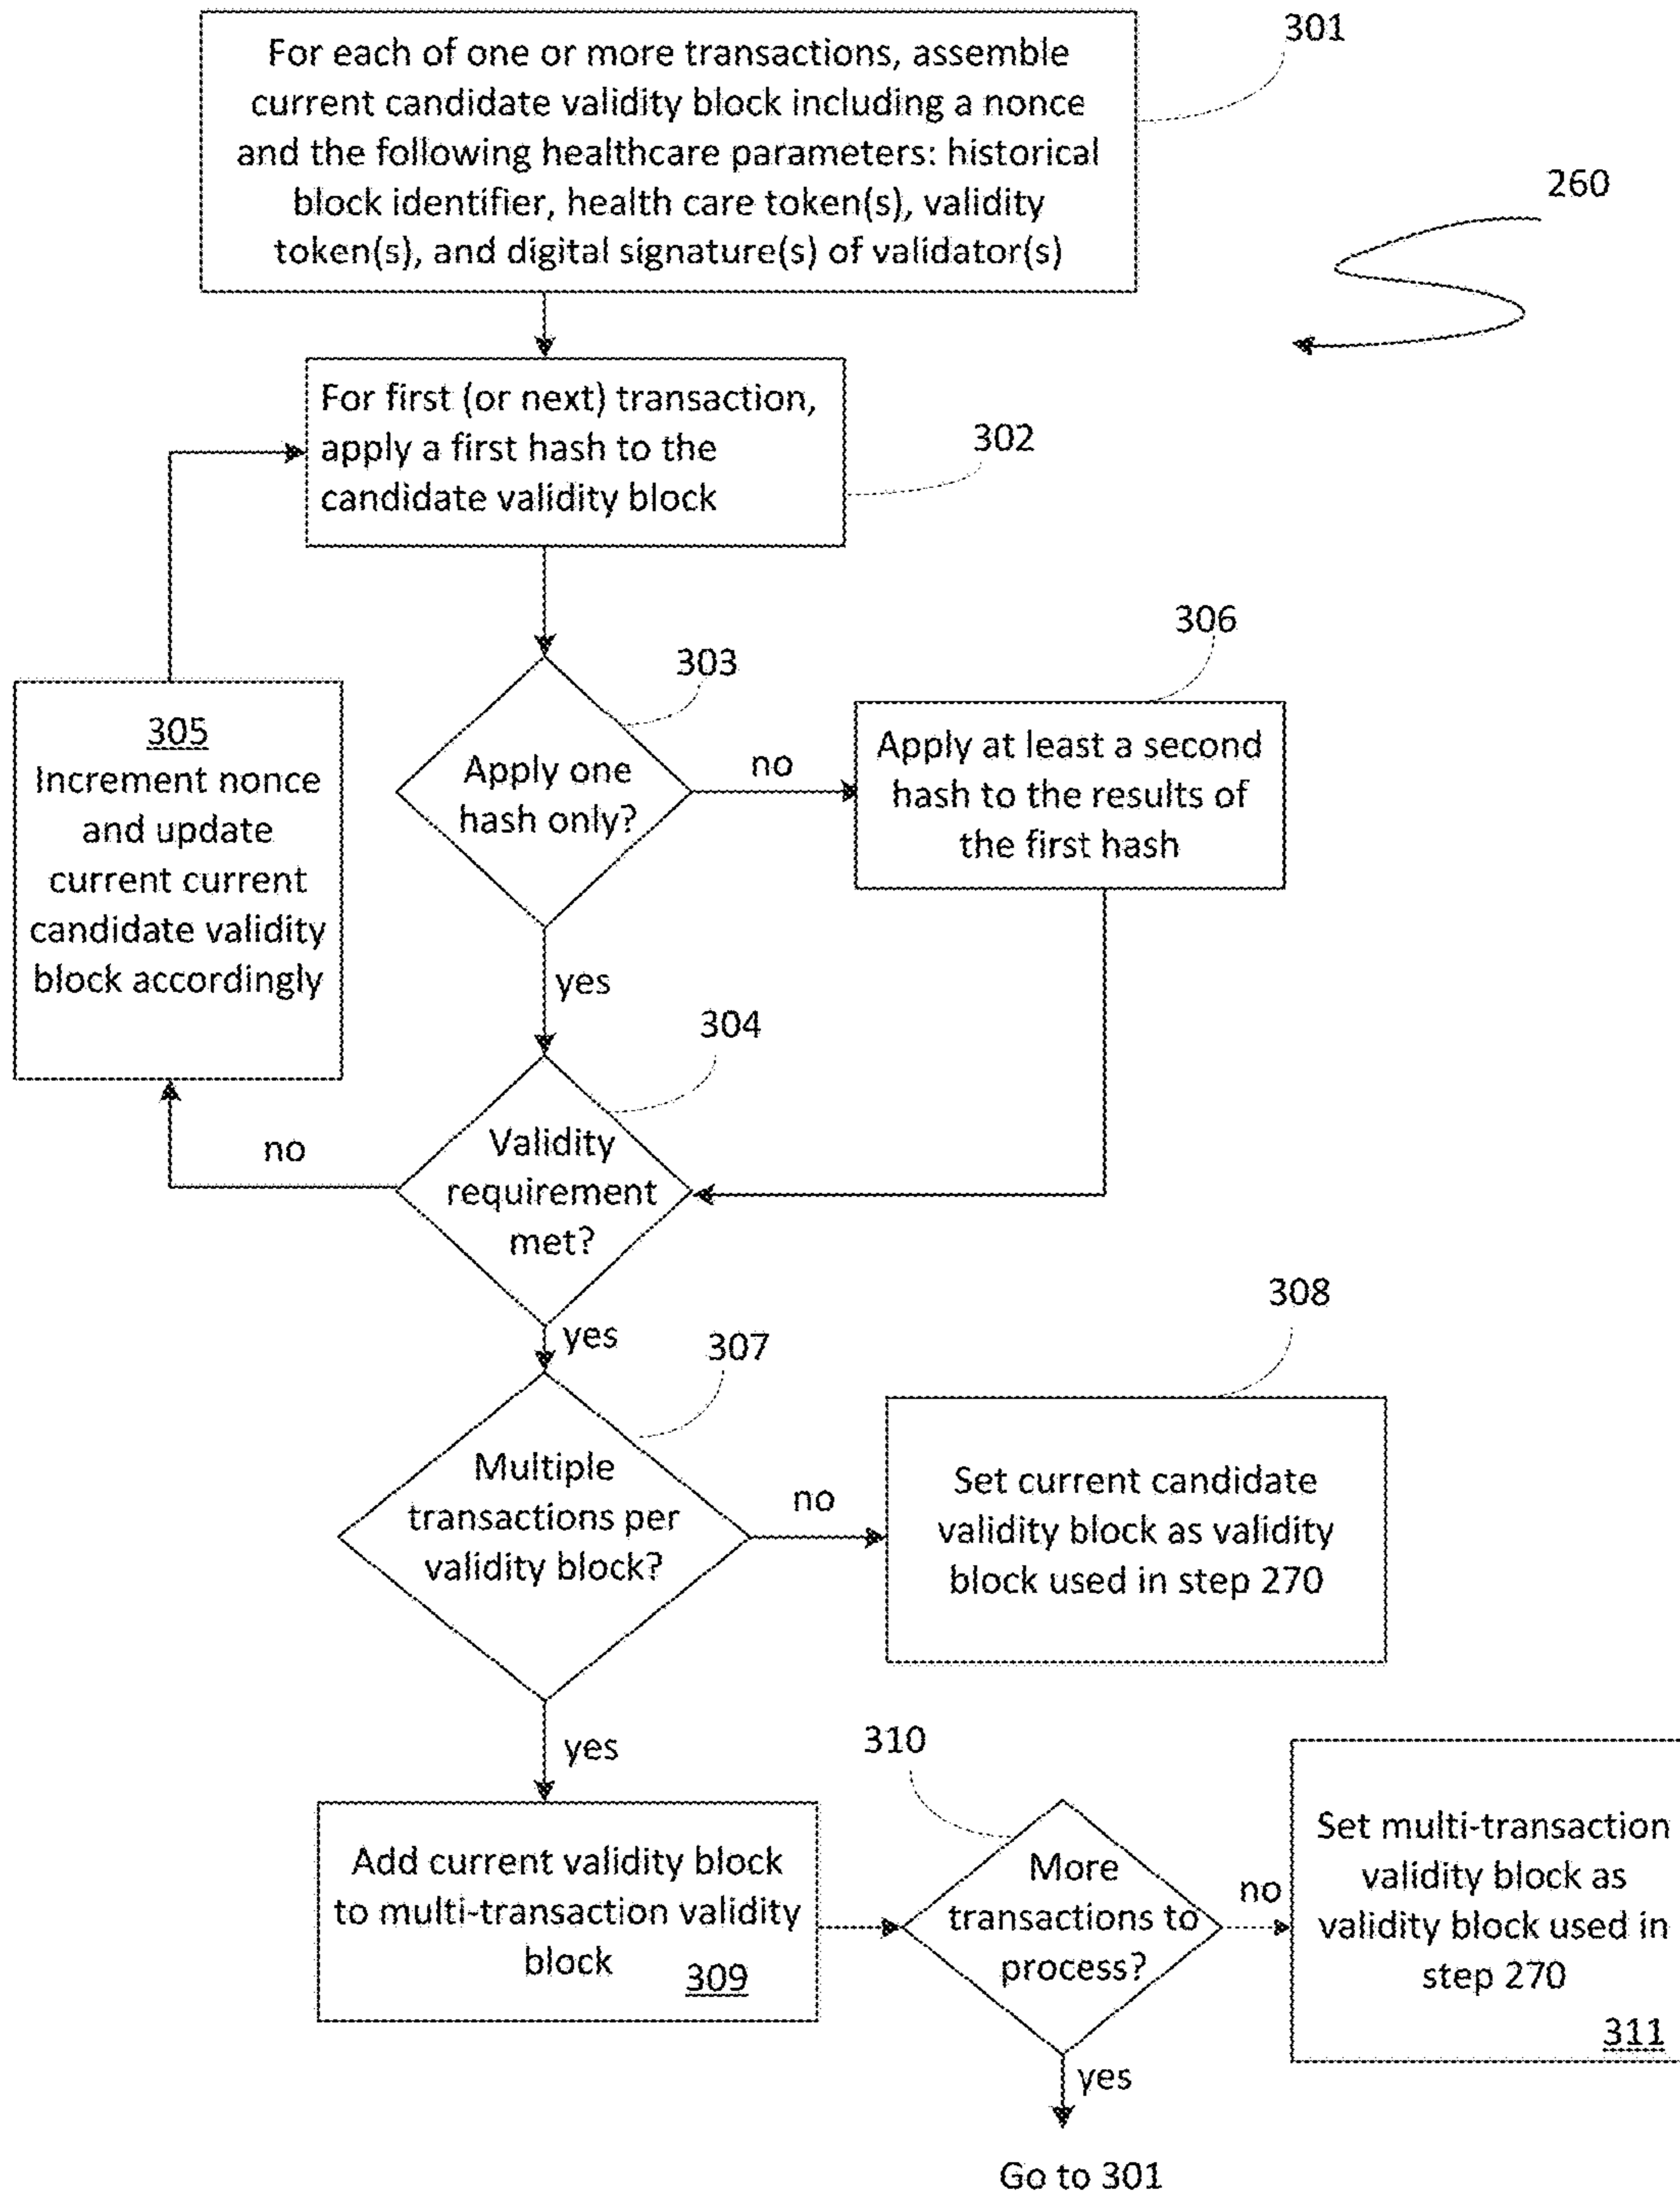 For each of one or more transactions, assemble
current candidate validity block including a nonce
and the following healthcare parameters: historical
block identifier, health care token(s), validity
token(s), and digital signature(s) of validator(s)
301
260
For first (or next) transaction,
apply a first hash to the
candidate validity block
302
303
Apply one
hash only?
no
yes
306
Apply at least a second
hash to the results of
the first hash
305
Increment nonce
and update
current current
candidate validity
block accordingly
304
Validity
requirement
met?
no
yes
307
Multiple
transactions per
validity block?
no
yes
308
Set current candidate
validity block as validity
block used in step 270
Add current validity block
to multi-transaction validity
block
309
310
More
transactions to
process?
no
yes
Set multi-transaction
validity block as
validity block used in
step 270
311
Go to 301